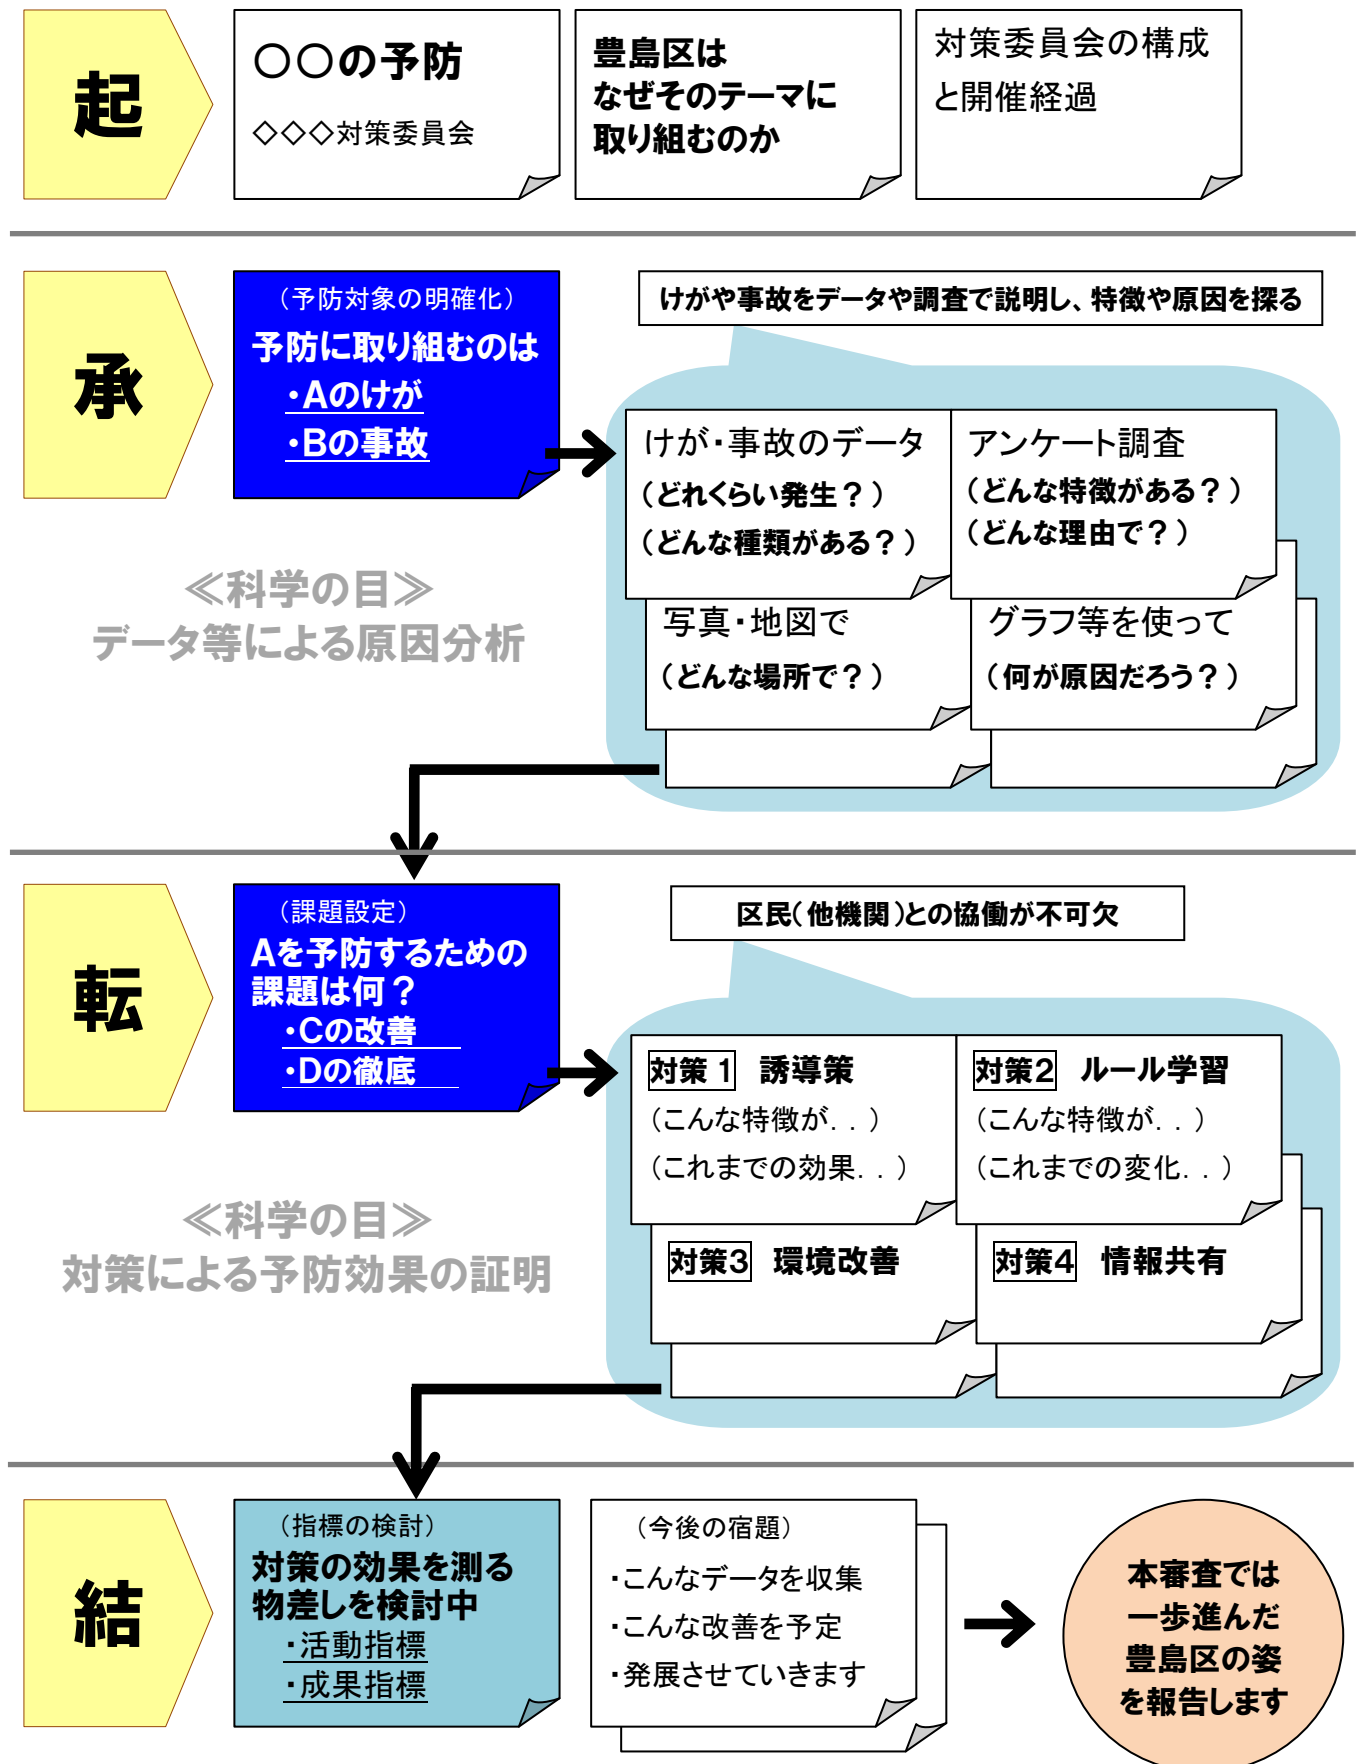 起
〇〇の予防
◇◇◇対策委員会
豊島区は
なぜそのテーマに
取り組むのか
対策委員会の構成
と開催経過
承
（予防対象の明確化）
予防に取り組むのは
・Aのけが
・Bの事故
けがや事故をデータや調査で説明し、特徴や原因を探る
けが・事故のデータ
（どれくらい発生？）
（どんな種類がある？）
アンケート調査
（どんな特徴がある？）
（どんな理由で？）
写真・地図で
（どんな場所で？）
グラフ等を使って
（何が原因だろう？）
≪科学の目≫
データ等による原因分析
転
（課題設定）
Aを予防するための
課題は何？
・Cの改善
・Dの徹底
区民（他機関）との協働が不可欠
対策１ 誘導策
（こんな特徴が．．）
（これまでの効果．．）
対策2 ルール学習
（こんな特徴が．．）
（これまでの変化．．）
対策3 環境改善
対策4 情報共有
≪科学の目≫
対策による予防効果の証明
結
（指標の検討）
対策の効果を測る
物差しを検討中
・活動指標
・成果指標
（今後の宿題）
・こんなデータを収集
・こんな改善を予定
・発展させていきます
本審査では
一歩進んだ
豊島区の姿
を報告します